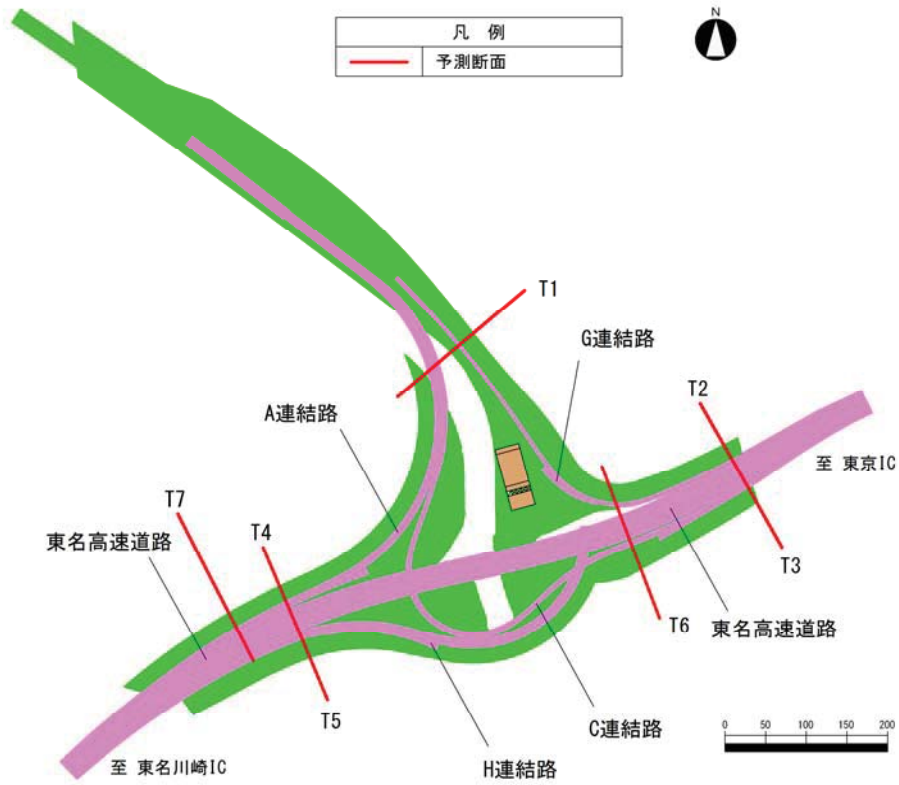 凡 例
予測断面
N
T1
G連結路
T2
A連結路
至 東京IC
T7
T4
東名高速道路
T3
T6
東名高速道路
T5
C連結路
0 50 100 150 200
H連結路
至 東名川崎IC